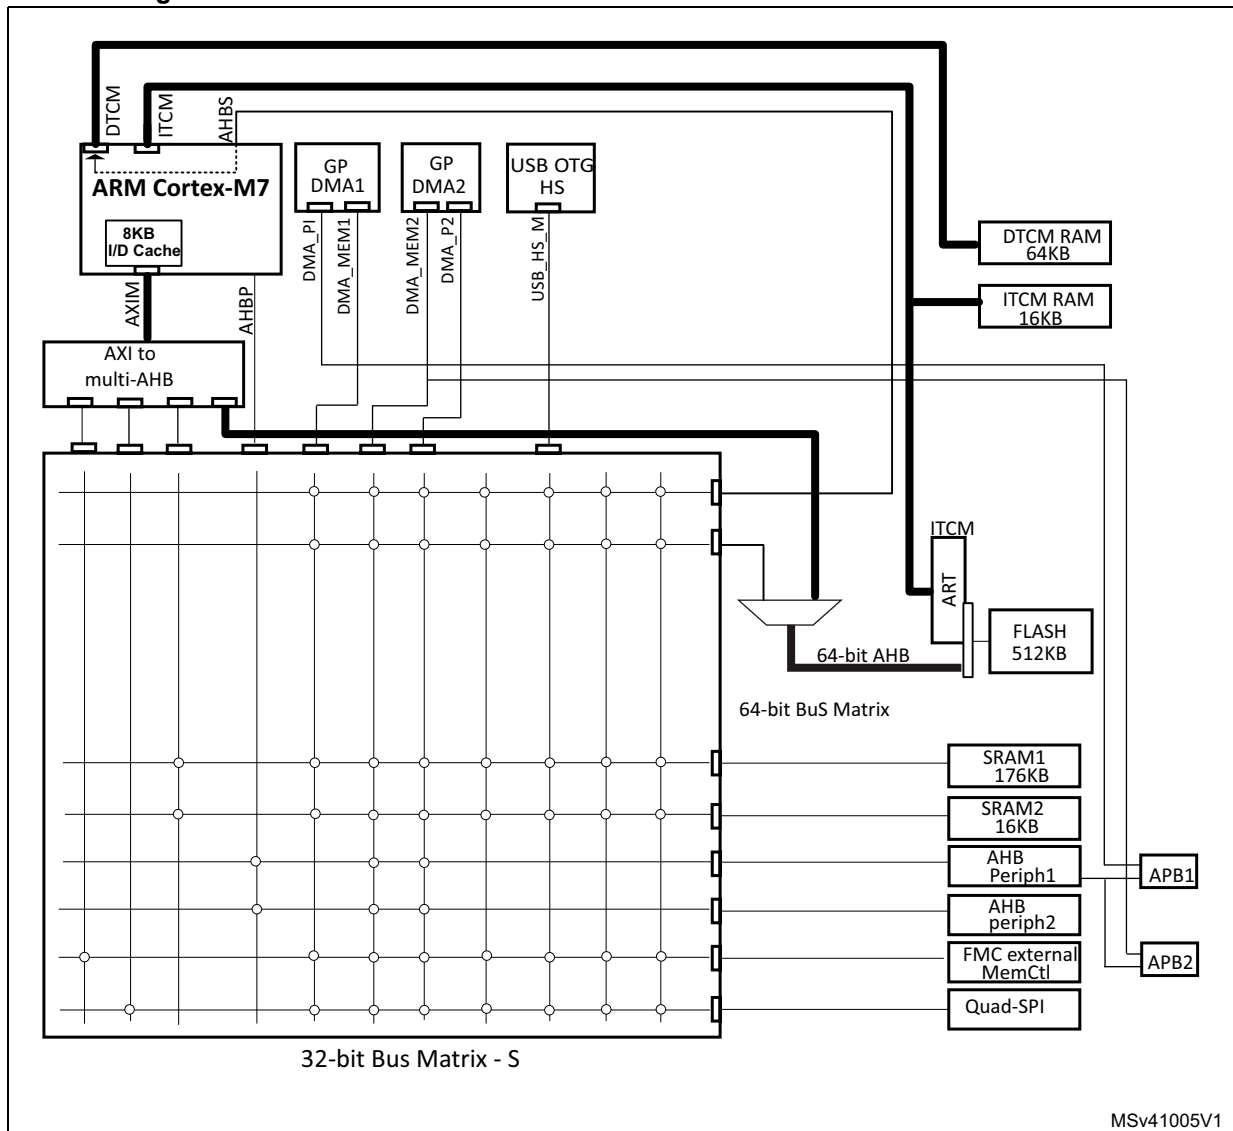 DTCM
ITCM
AHBS
ARM Cortex-M7
8KB
I/D Cache
GP
DMA1
GP
DMA2
USB OTG
HS
DTCM RAM
64KB
ITCM RAM
16KB
AXIM
AHBP
DMA_PI
DMA_MEM1
DMA_MEM2
DMA_P2
USB_HS_M
AXI to
multi-AHB
ITCM
ART
FLASH
512KB
64-bit AHB
64-bit BuS Matrix
SRAM1
176KB
SRAM2
16KB
AHB
Periph1
APB1
AHB
periph2
FMC external
MemCtl
APB2
Quad-SPI
32-bit Bus Matrix - S
MSv41005V1